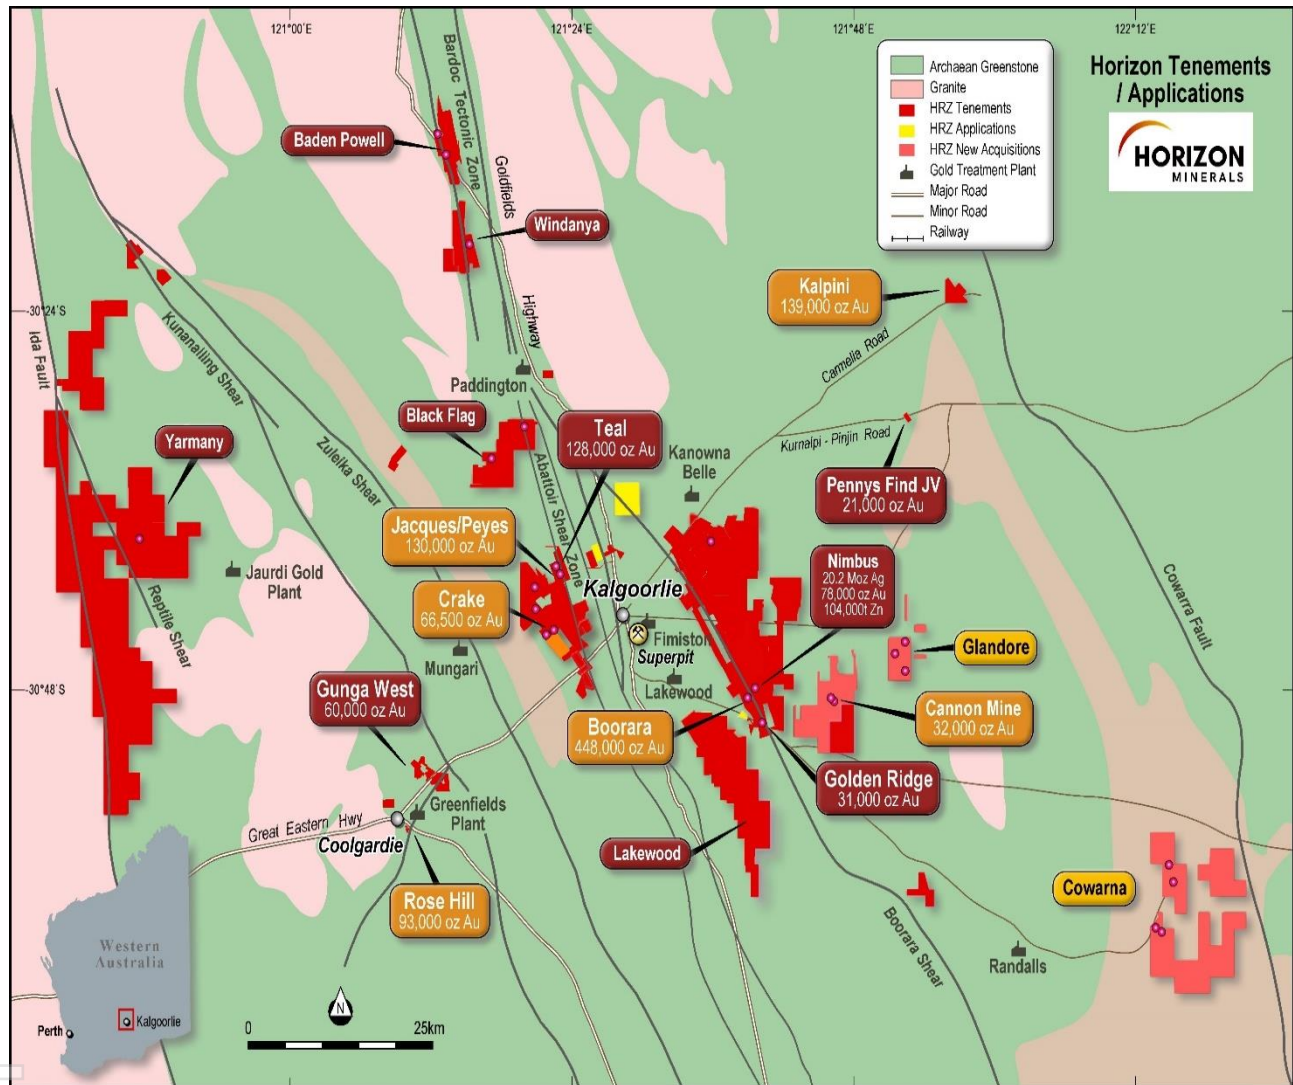 121°00'E
121°24'E
121°48'E
122°12'E
Horizon Tenements
/ Applications
HORIZON
MINERALS
Archaean Greenstone
Granite
HRZ Tenements
HRZ Applications
HRZ New Acquisitions
Gold Treatment Plant
Major Road
Minor Road
Railway
Bardoc Tectonic Zone
Baden Powell
Goldfields
Highway
Windanya
Kalpini
139,000 oz Au
-30°24'S
Ida Fault
Kunanalling Shear
Carmelia Road
Paddington
Black Flag
Teal
128,000 oz Au
Kanowna
Belle
Kurnalpi - Pinjin Road
Yarmany
Zuleika Shear
Abattoir Shear Zone
Pennys Find JV
21,000 oz Au
Jacques/Peyes
130,000 oz Au
Nimbus
20.2 Moz Ag
78,000 oz Au
104,000t Zn
Jaurdi Gold
Plant
Reptile Shear
Crake
66,500 oz Au
Kalgoorlie
Fimiston
Superpit
Cowarra Fault
Glandore
Mungari
Lakewood
-30°48'S
Gunga West
60,000 oz Au
Boorara
448,000 oz Au
Cannon Mine
32,000 oz Au
Golden Ridge
31,000 oz Au
Greenfields
Plant
Great Eastern Hwy
Coolgardie
Lakewood
Rose Hill
93,000 oz Au
Cowarna
Boorara Shear
Randalls
Western
Australia
Perth
Kalgoorlie
N
0
25km